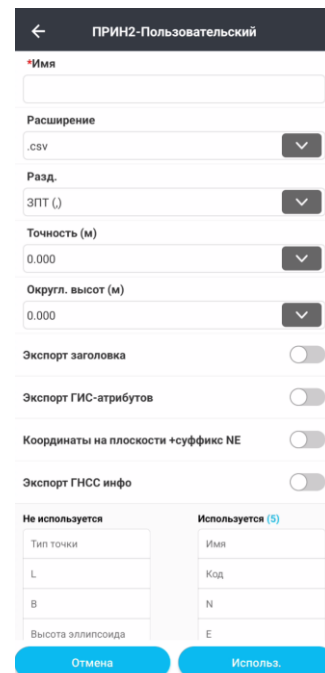 ПРИН2-Пользовательский
*Имя
Расширение
.csv
Разд.
ЗПТ (,)
Точность (м)
0.000
Округл. высот (м)
0.000
Экспорт заголовка
Экспорт ГИС-атрибутов
Координаты на плоскости +суффикс NE
Экспорт ГНСС инфо
Не используется Используется (5)
Тип точки Имя
L Код
B N
Высота эллипсоида E
Отмена Использ.